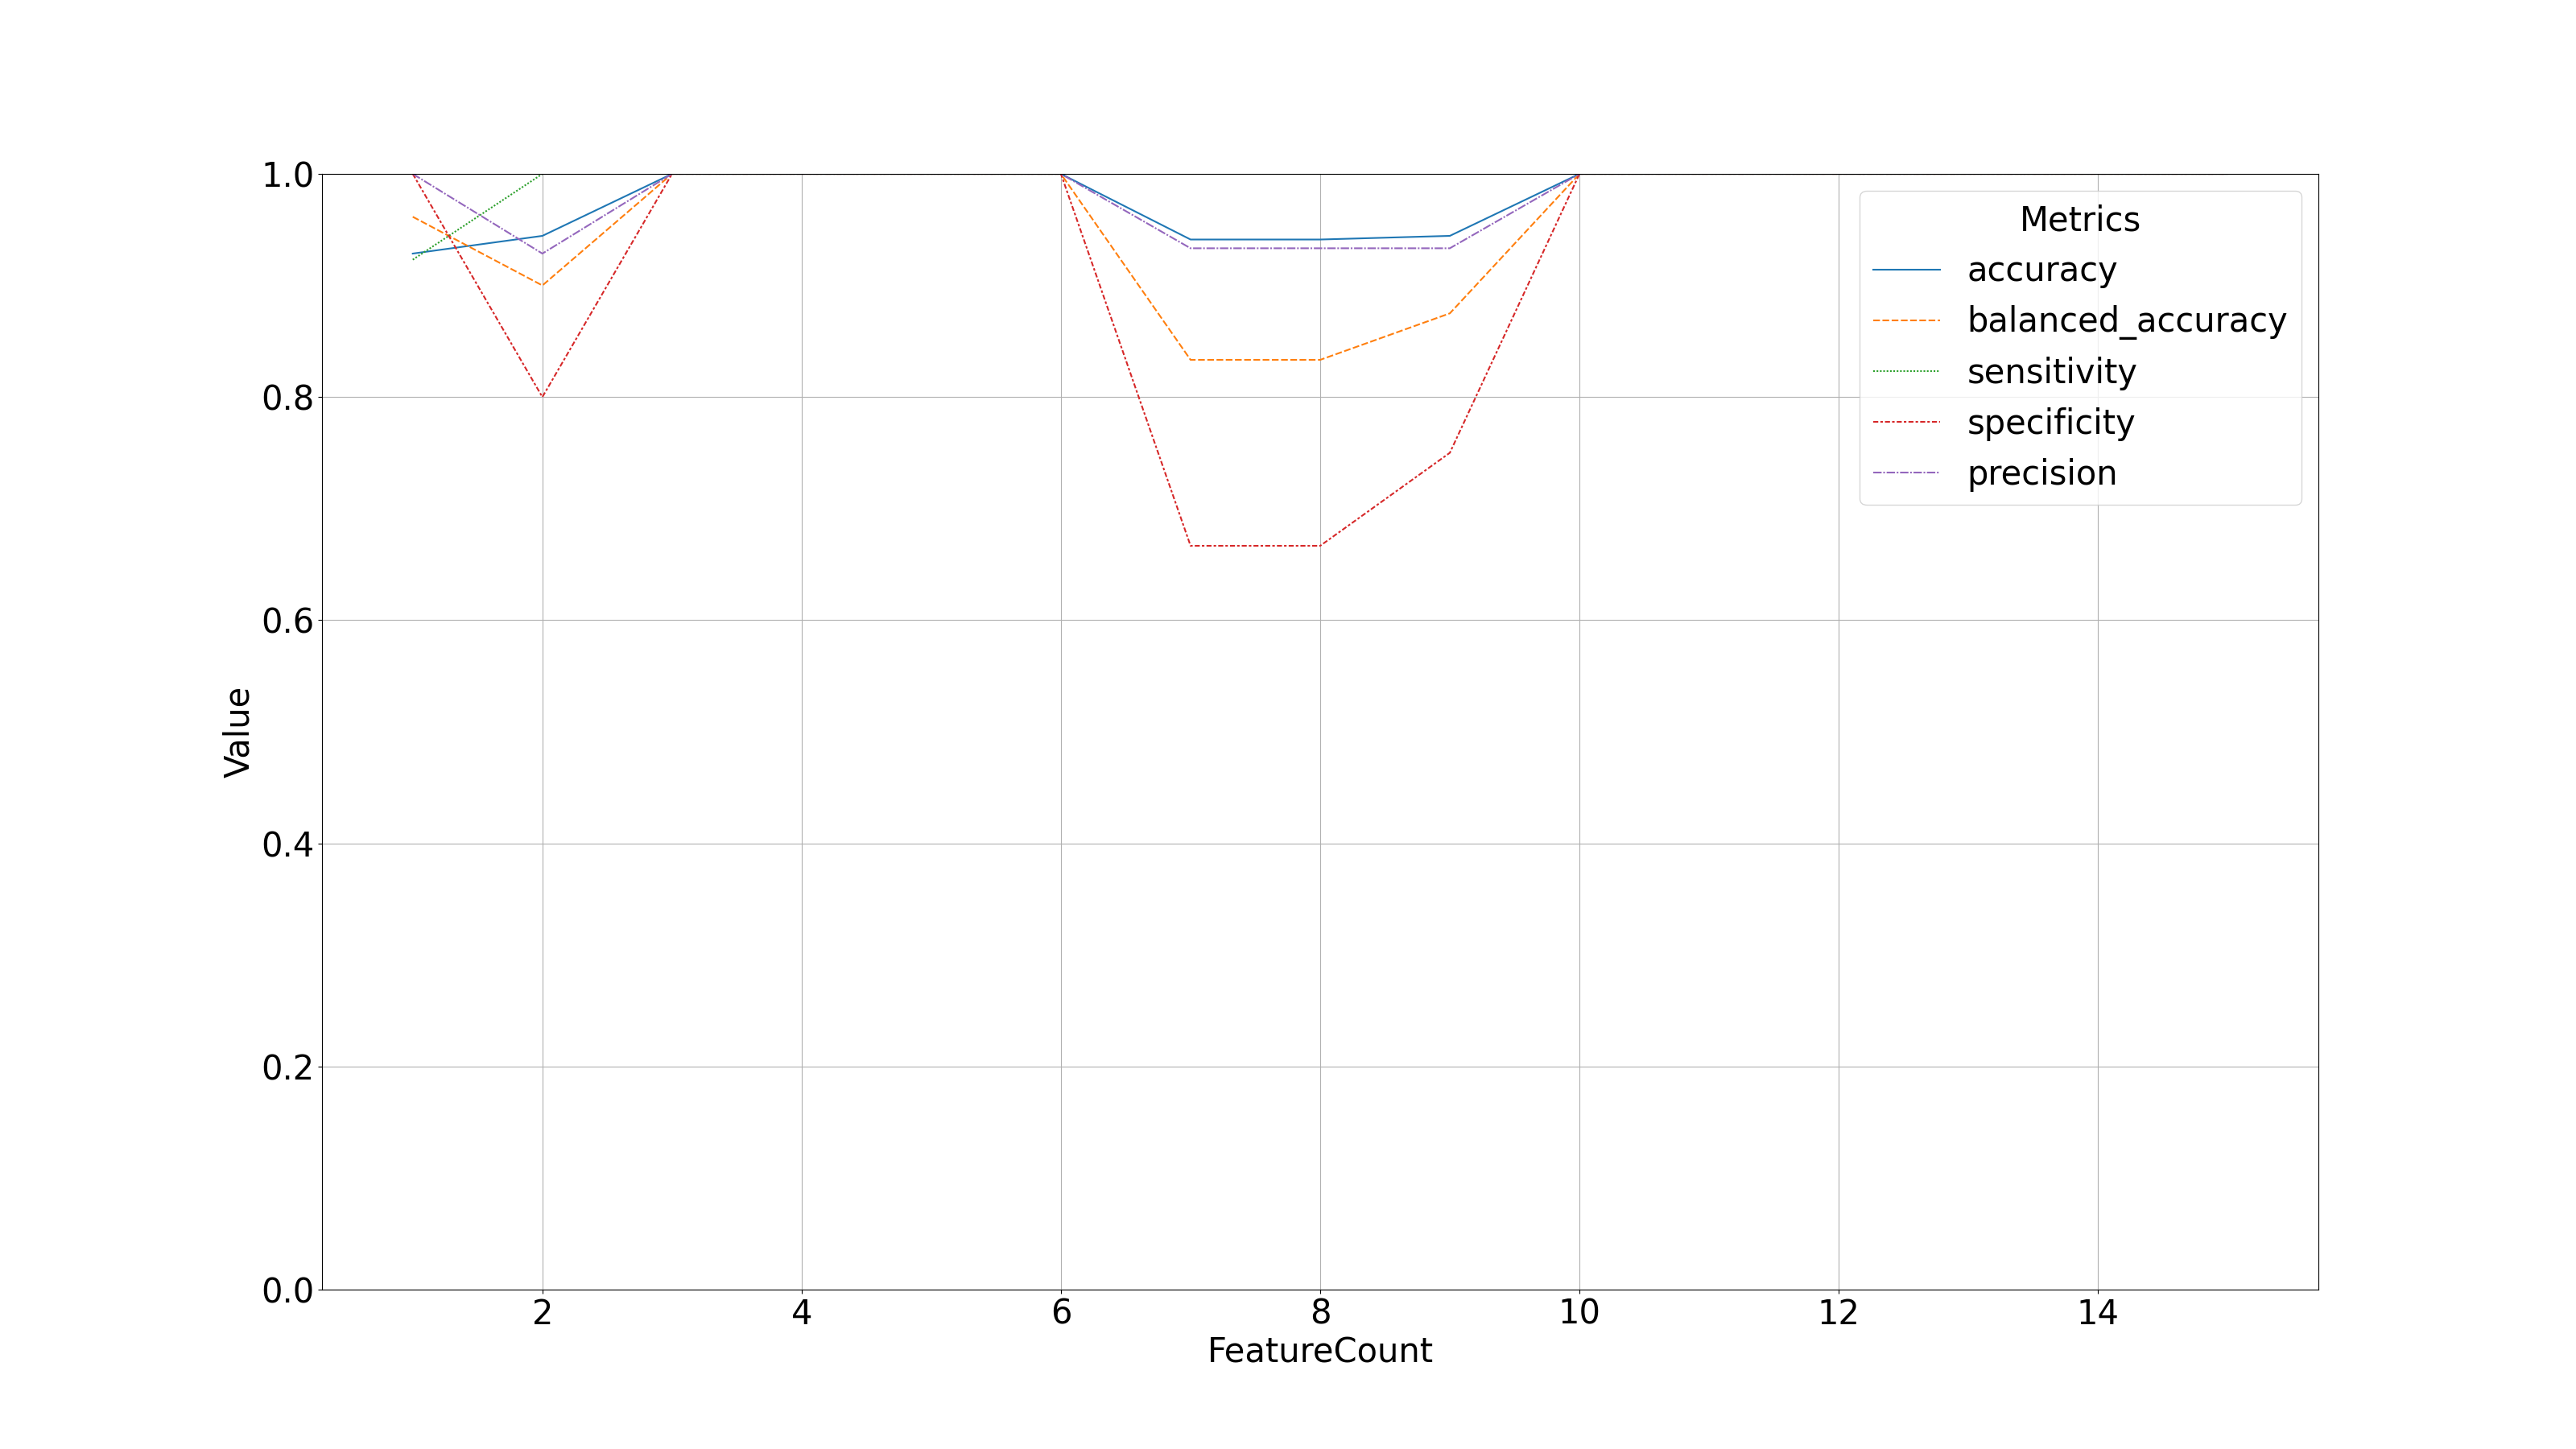 1.0
0.8
0.6
0.4
0.2
0.0
Value
2 4 6 8 10 12 14
FeatureCount
Metrics
accuracy
balanced_accuracy
sensitivity
specificity
precision